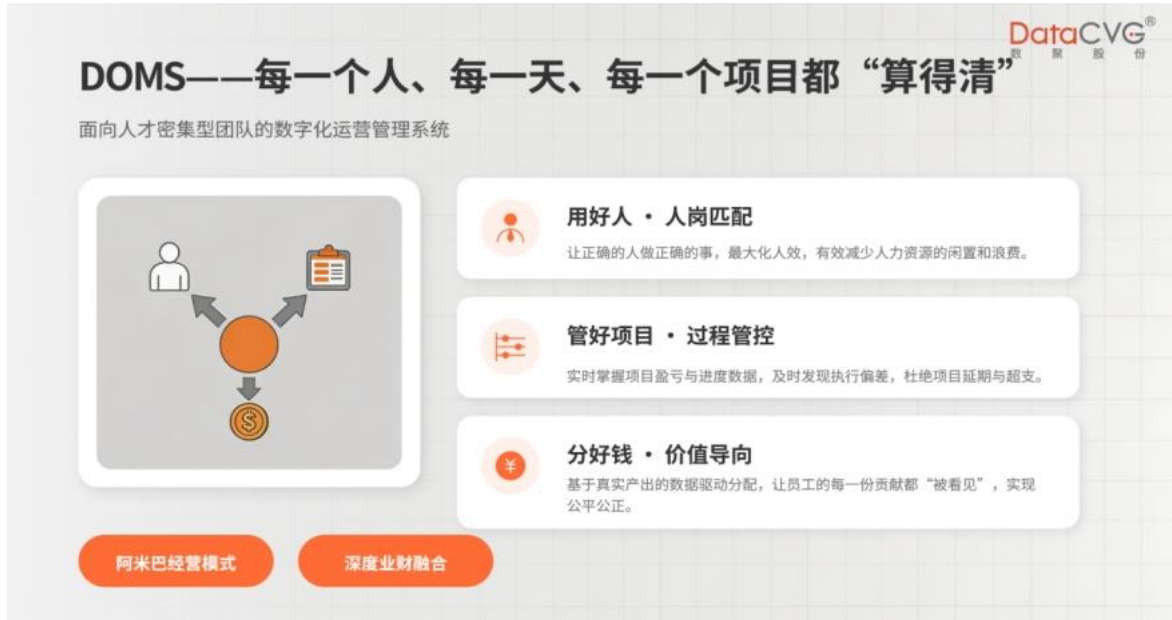 DataCVG®
数聚股份
DOMS——每一个人、每一天、每一个项目都“算得清”
面向人才密集型团队的数字化运营管理系统
用好人 · 人岗匹配
让正确的人做正确的事，最大化人效，有效减少人力资源的闲置和浪费。
管好项目 · 过程管控
实时掌握项目盈亏与进度数据，及时发现执行偏差，杜绝项目延期与超支。
分好钱 · 价值导向
基于真实产出的数据驱动分配，让员工的每一份贡献都“被看见”，实现
公平公正。
阿米巴经营模式
深度业财融合